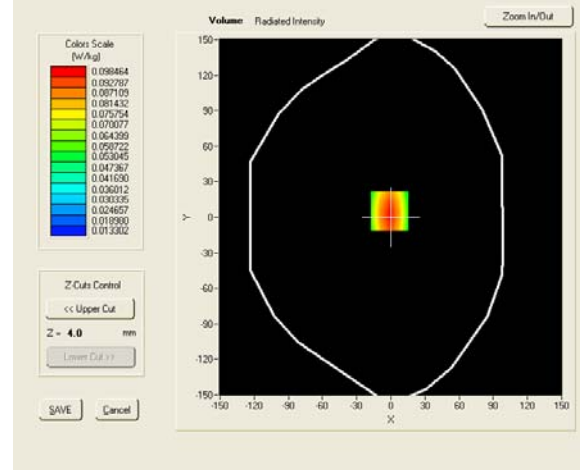 Volume Radiated Intensity
Zoom In/Out
Colors Scale
(W/kg)
0.098464
0.092787
0.087109
0.081432
0.075754
0.070077
0.064399
0.058722
0.053045
0.047367
0.041690
0.036012
0.030335
0.024657
0.018980
0.013302
Z-Cuts Control
<< Upper Cut
Z = 4.0 mm
Lower Cut >>
SAVE Cancel
150
120
90
60
30
0
-30
-60
-90
-120
-150
Y
-150 -120 -90 -60 -30 0 30 60 90 120 150
X